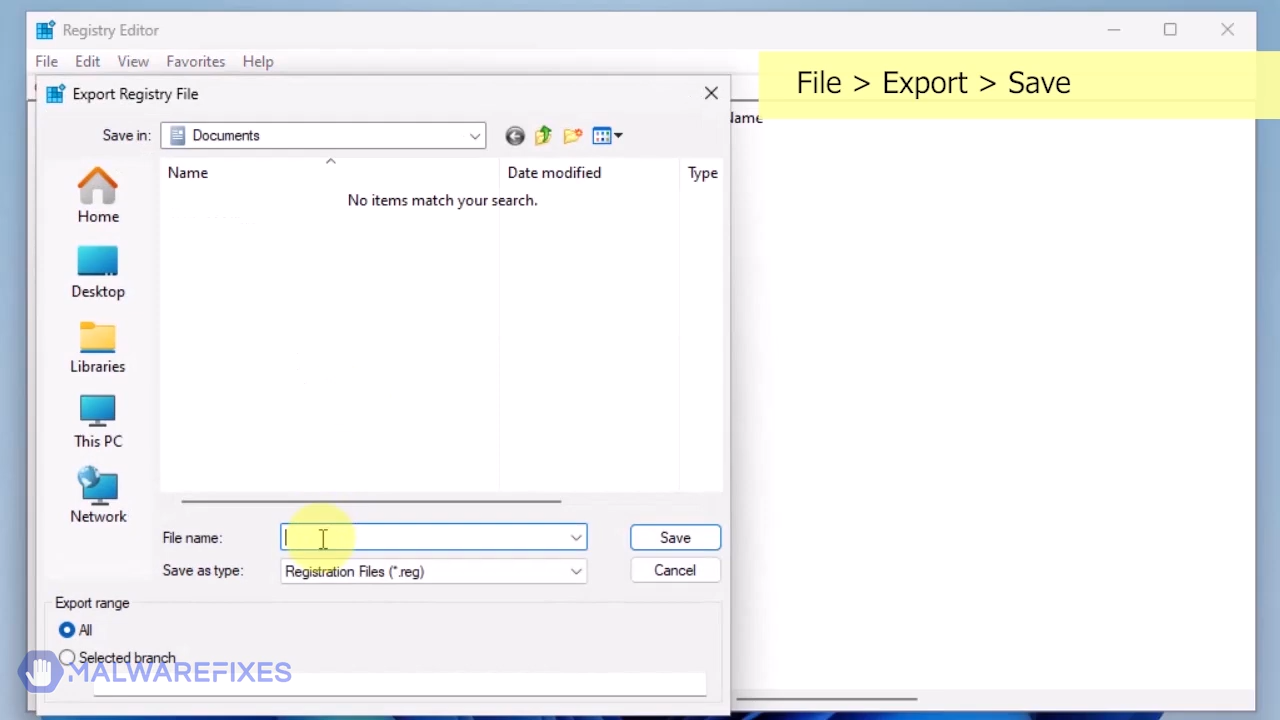 Registry Editor
File Edit View Favorites Help
File > Export > Save
Export Registry File
Save in: Documents
Name Date modified Type
No items match your search.
Home
Desktop
Libraries
This PC
Network
File name:
Save
Save as type: Registration Files (*.reg)
Cancel
Export range
All
Selected branch
MALWAREFIXES